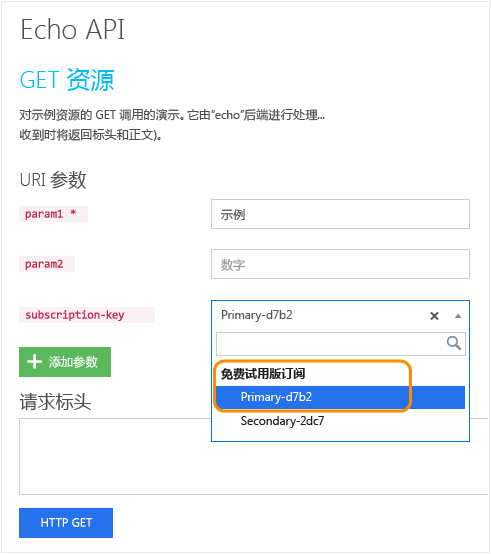 Echo API
GET 资源
对示例资源的 GET 调用的演示。它由“echo”后端进行处理...
收到时将返回标头和正文)。
URI 参数
param1 *
示例
param2
数字
subscription-key
Primary-d7b2
添加参数
免费试用版订阅
Primary-d7b2
Secondary-2dc7
请求标头
HTTP GET